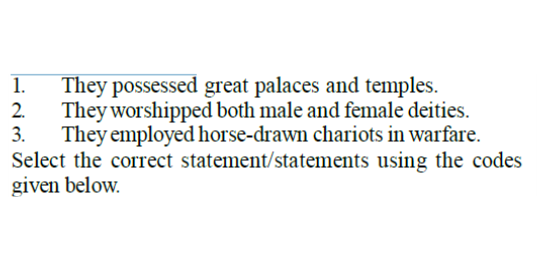 1. They possessed great palaces and temples.
2. They worshipped both male and female deities.
3. They employed horse-drawn chariots in warfare.
Select the correct statement/statements using the codes
given below.